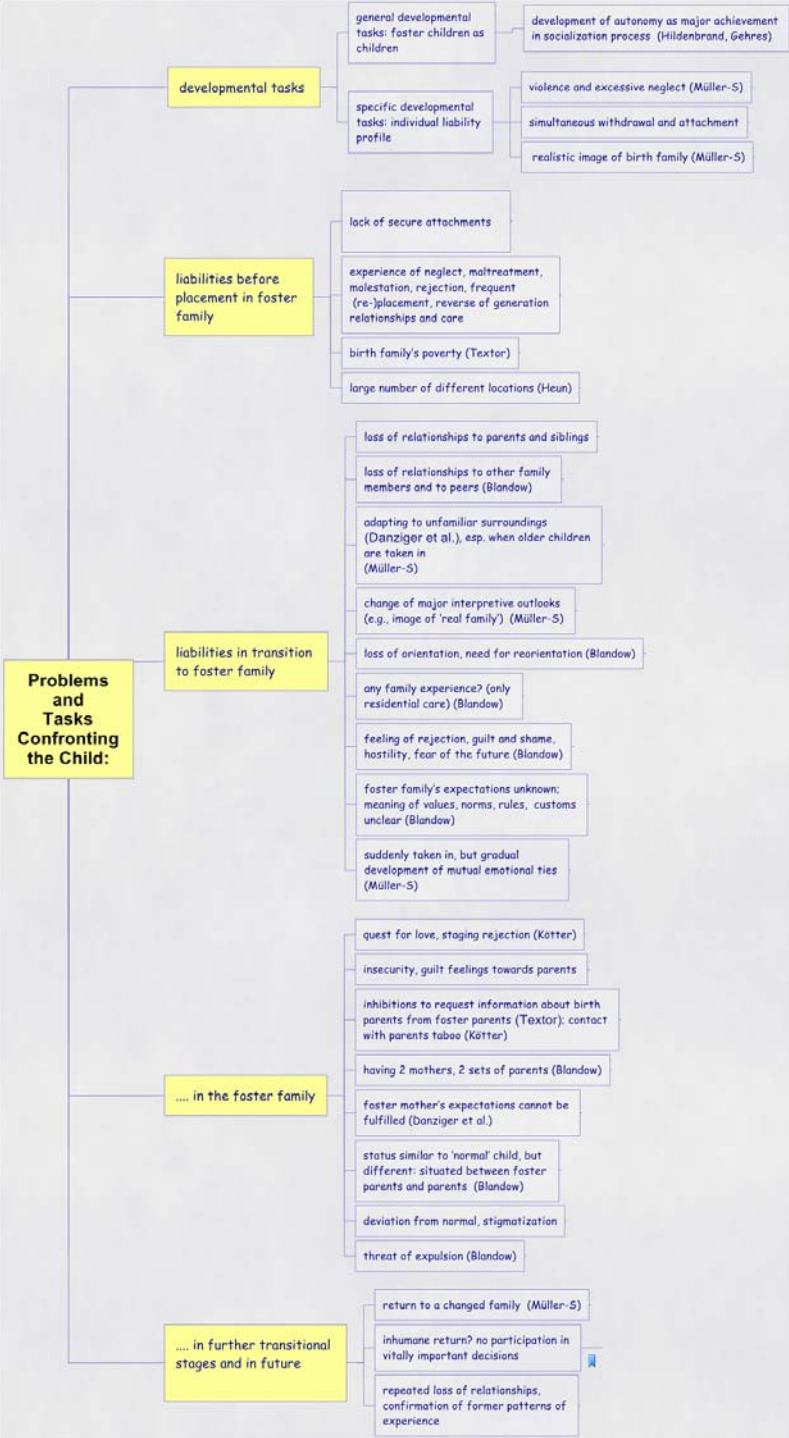 Problems
and
Tasks
Confronting
the Child:
developmental tasks
general developmental
tasks: foster children as
children
development of autonomy as major achievement
in socialization process (Hildenbrand, Gehres)
specific developmental
tasks: individual liability
profile
violence and excessive neglect (Müller-S)
simultaneous withdrawal and attachment
realistic image of birth family (Müller-S)
liabilities before
placement in foster
family
lack of secure attachments
experience of neglect, maltreatment,
molestation, rejection, frequent
(re-)placement, reverse of generation
relationships and care
birth family's poverty (Textor)
large number of different locations (Heun)
liabilities in transition
to foster family
loss of relationships to parents and siblings
loss of relationships to other family
members and to peers (Blandow)
adapting to unfamiliar surroundings
(Danziger et al.), esp. when older children
are taken in
(Müller-S)
change of major interpretive outlooks
(e.g., image of 'real family') (Müller-S)
loss of orientation, need for reorientation (Blandow)
any family experience? (only
residential care) (Blandow)
feeling of rejection, guilt and shame,
hostility, fear of the future (Blandow)
foster family's expectations unknown;
meaning of values, norms, rules, customs
unclear (Blandow)
suddenly taken in, but gradual
development of mutual emotional ties
(Müller-S)
.... in the foster family
quest for love, staging rejection (Kötter)
insecurity, guilt feelings towards parents
inhibitions to request information about birth
parents from foster parents (Textor); contact
with parents taboo (Kötter)
having 2 mothers, 2 sets of parents (Blandow)
foster mother's expectations cannot be
fulfilled (Danziger et al.)
status similar to 'normal' child, but
different: situated between foster
parents and parents (Blandow)
deviation from normal, stigmatization
threat of expulsion (Blandow)
.... in further transitional
stages and in future
return to a changed family (Müller-S)
inhumane return? no participation in
vitally important decisions
repeated loss of relationships,
confirmation of former patterns of
experience